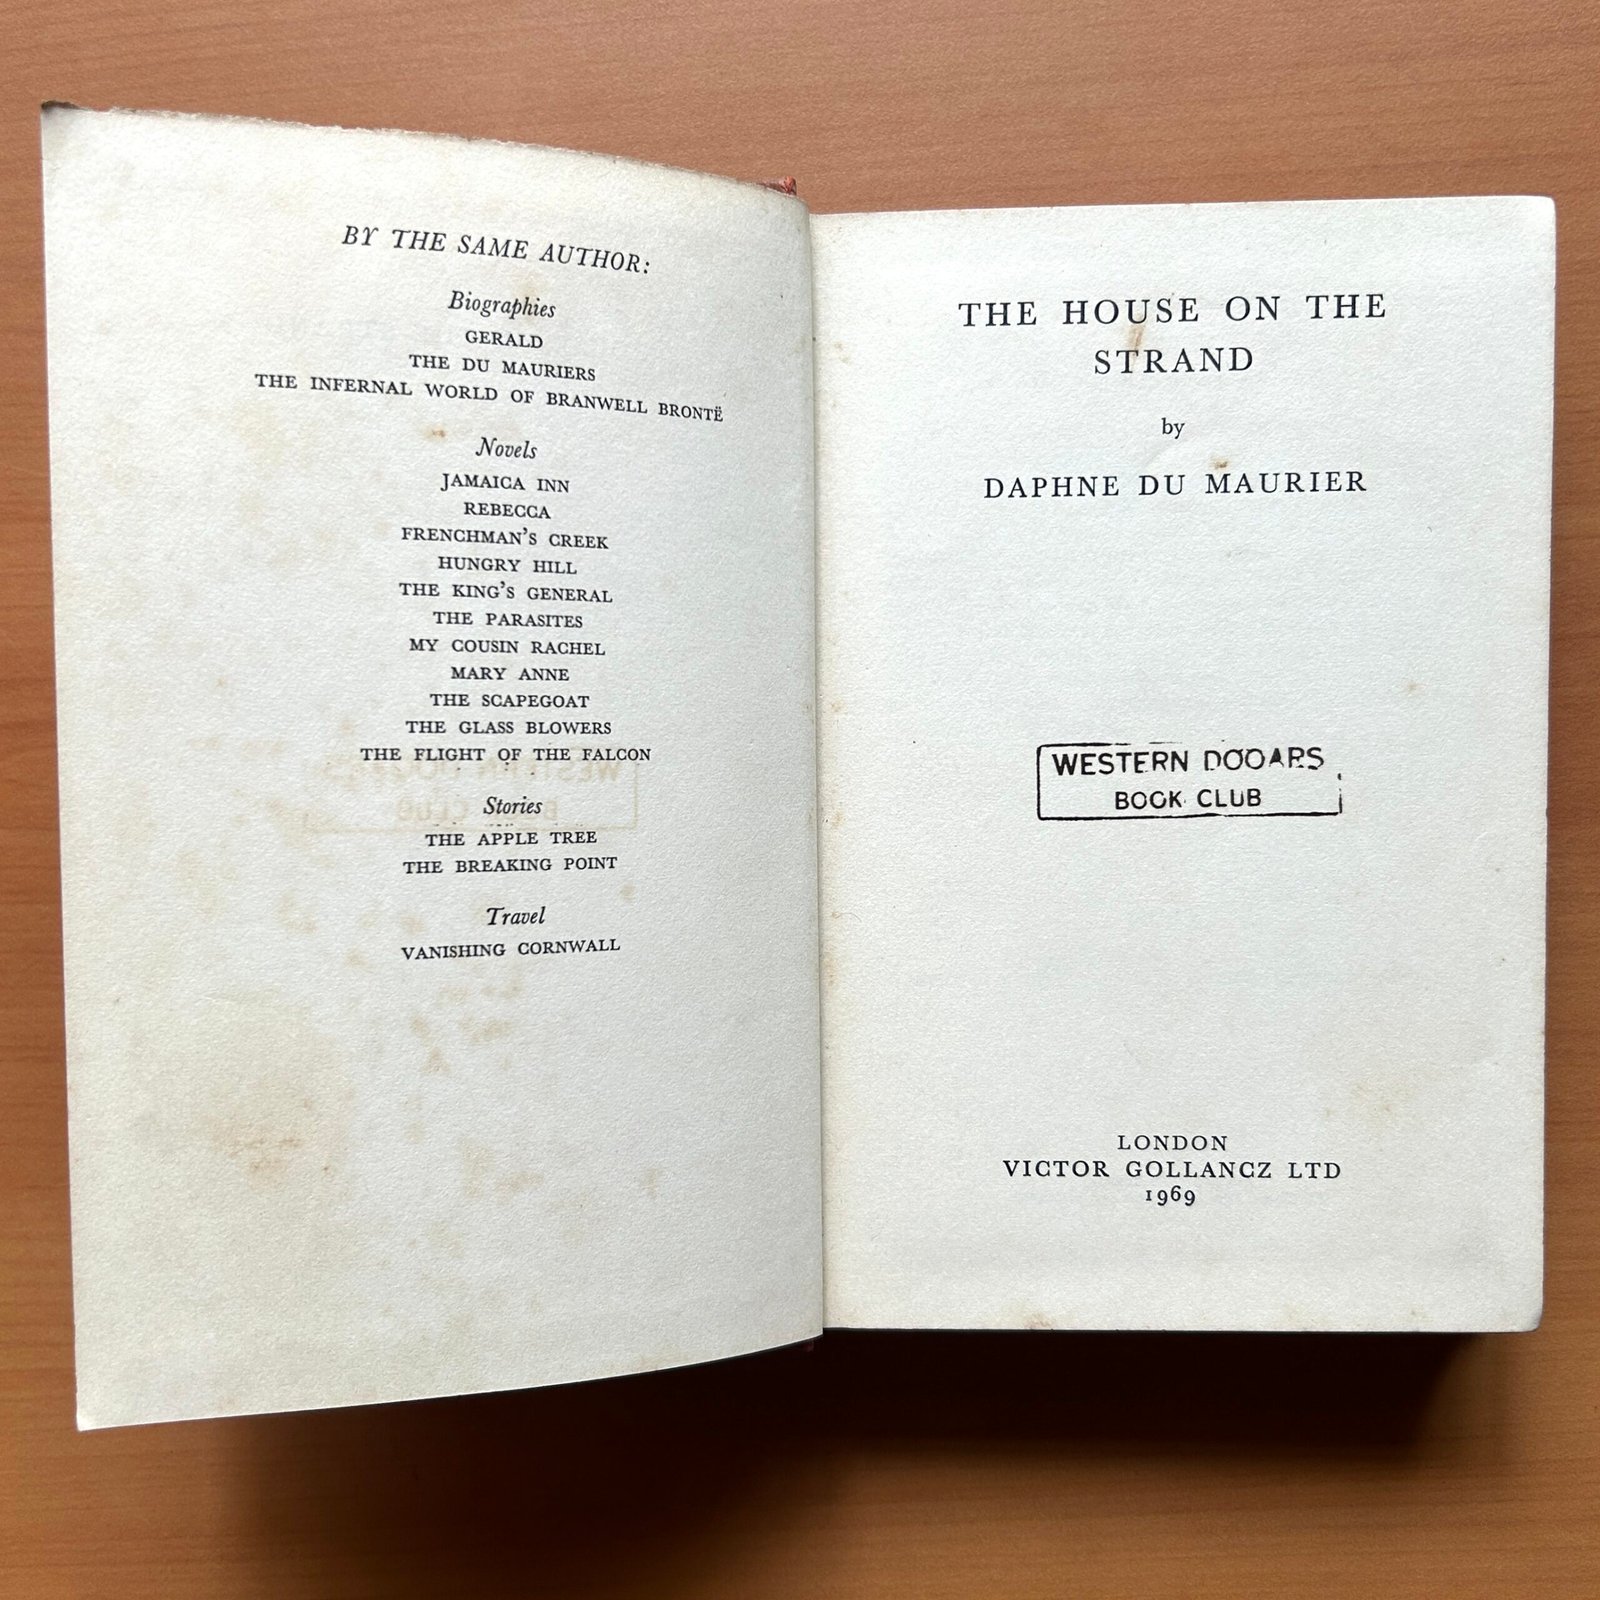 BY THE SAME AUTHOR:
Biographies
GERALD
THE DU MAURIERS
THE INFERNAL WORLD OF BRANWELL BRONTË
Novels
JAMAICA INN
REBECCA
FRENCHMAN'S CREEK
HUNGRY HILL
THE KING'S GENERAL
THE PARASITES
MY COUSIN RACHEL
MARY ANNE
THE SCAPEGOAT
THE GLASS BLOWERS
THE FLIGHT OF THE FALCON
Stories
THE APPLE TREE
THE BREAKING POINT
Travel
VANISHING CORNWALL
THE HOUSE ON THE
STRAND
by
DAPHNE DU MAURIER
WESTERN DOOARS
BOOK CLUB
LONDON
VICTOR GOLLANCZ LTD
1969